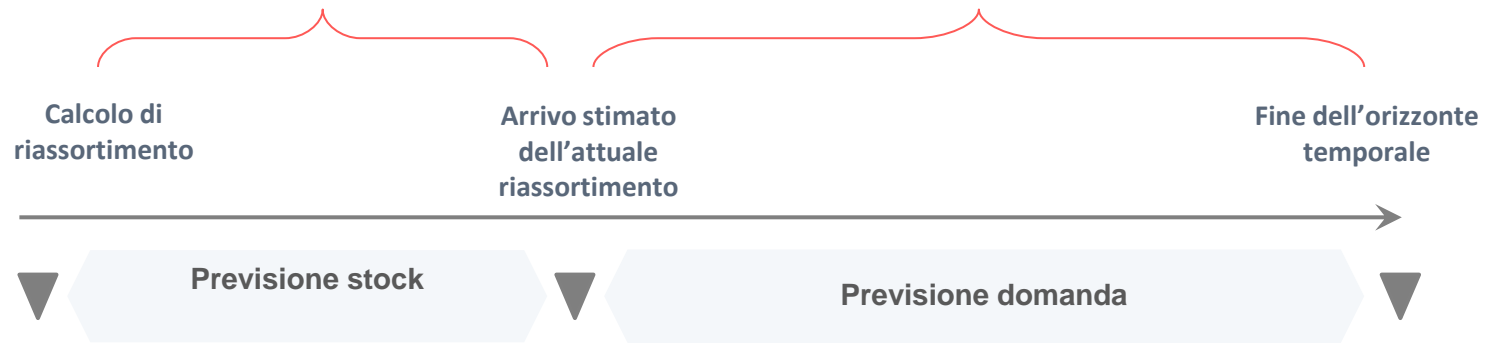 Calcolo di
riassortimento
Arrivo stimato
dell’attuale
riassortimento
Fine dell’orizzonte
temporale
Previsione stock
Previsione domanda